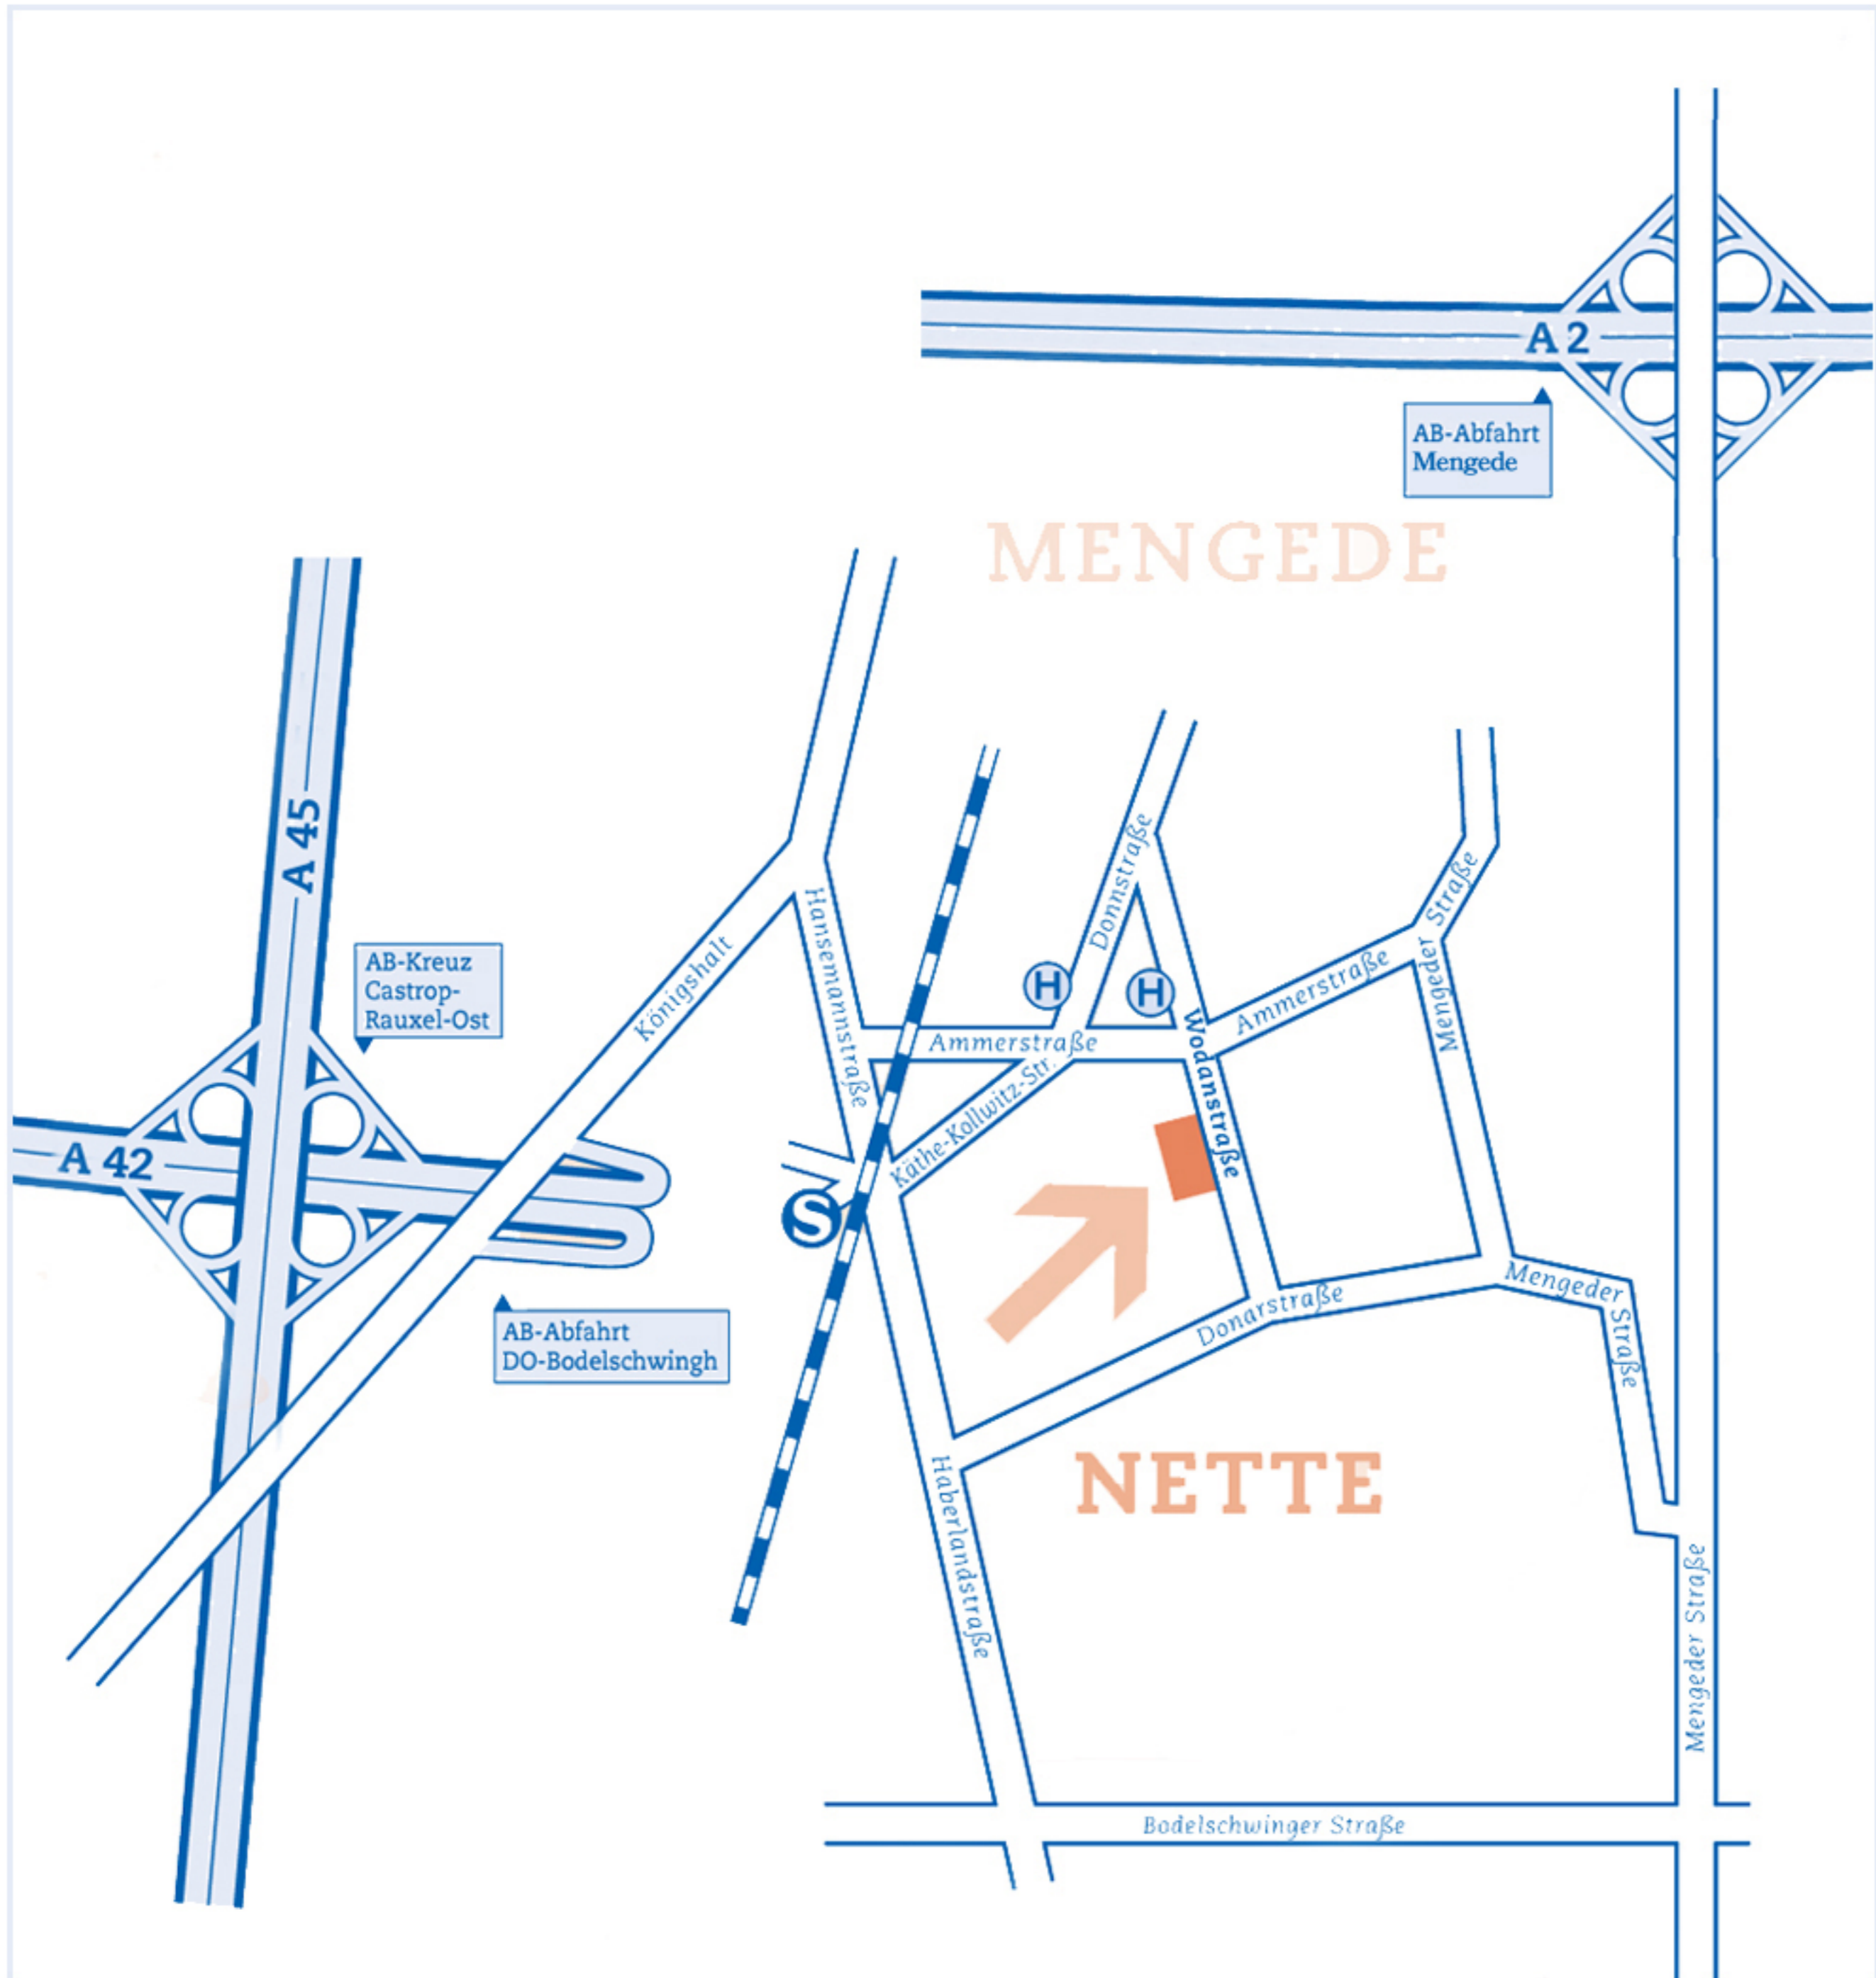 A 2
AB-Abfahrt
Mengede
MENGEDE
A 45
Donnstraße
Straße
Mengeder
Hansemannstraße
Königshalt
AB-Kreuz
Castrop-
Rauxel-Ost
H
H
Ammerstraße
Ammerstraße
Wodanstraße
Käthe-Kollwitz-Str.
A 42
S
Mengeder
Straße
Donarstraße
AB-Abfahrt
DO-Bodelschwingh
NETTE
Haberlandstraße
Mengeder Straße
Bodelschwinger Straße